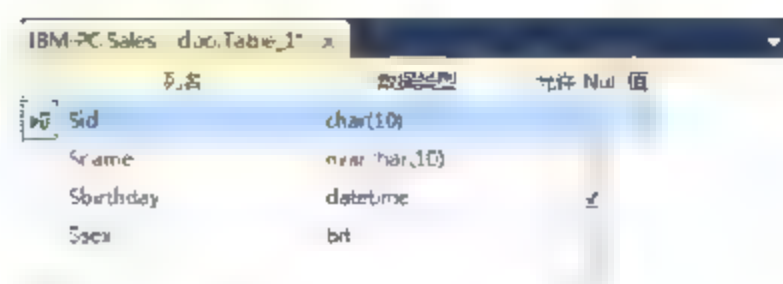 IBM-PC.Sales - dbo.Table_1* x
列名 数据类型 允许 Null 值
Sid char(10)
Sname nvarchar(10)
Sbirthday datetime
Ssex bit